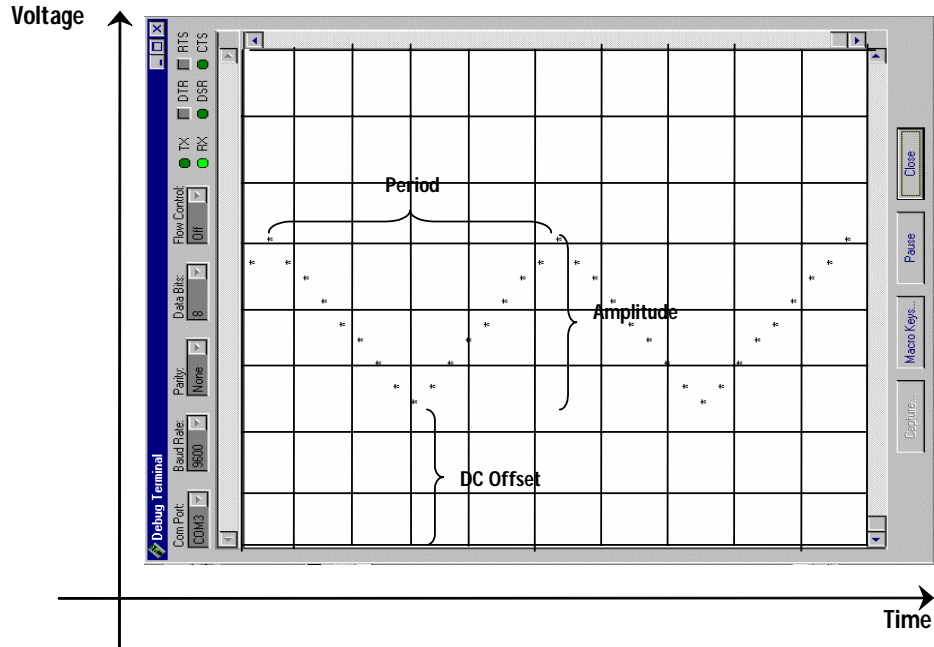 Voltage
Debug Terminal
Com Port:
COM3
Baud Rate:
9600
Parity:
None
Data Bits:
8
Flow Control:
Off
TX
RX
DTR
DSR
RTS
CTS
Period
Amplitude
DC Offset
Capture...
Macro Keys...
Pause
Close
Time